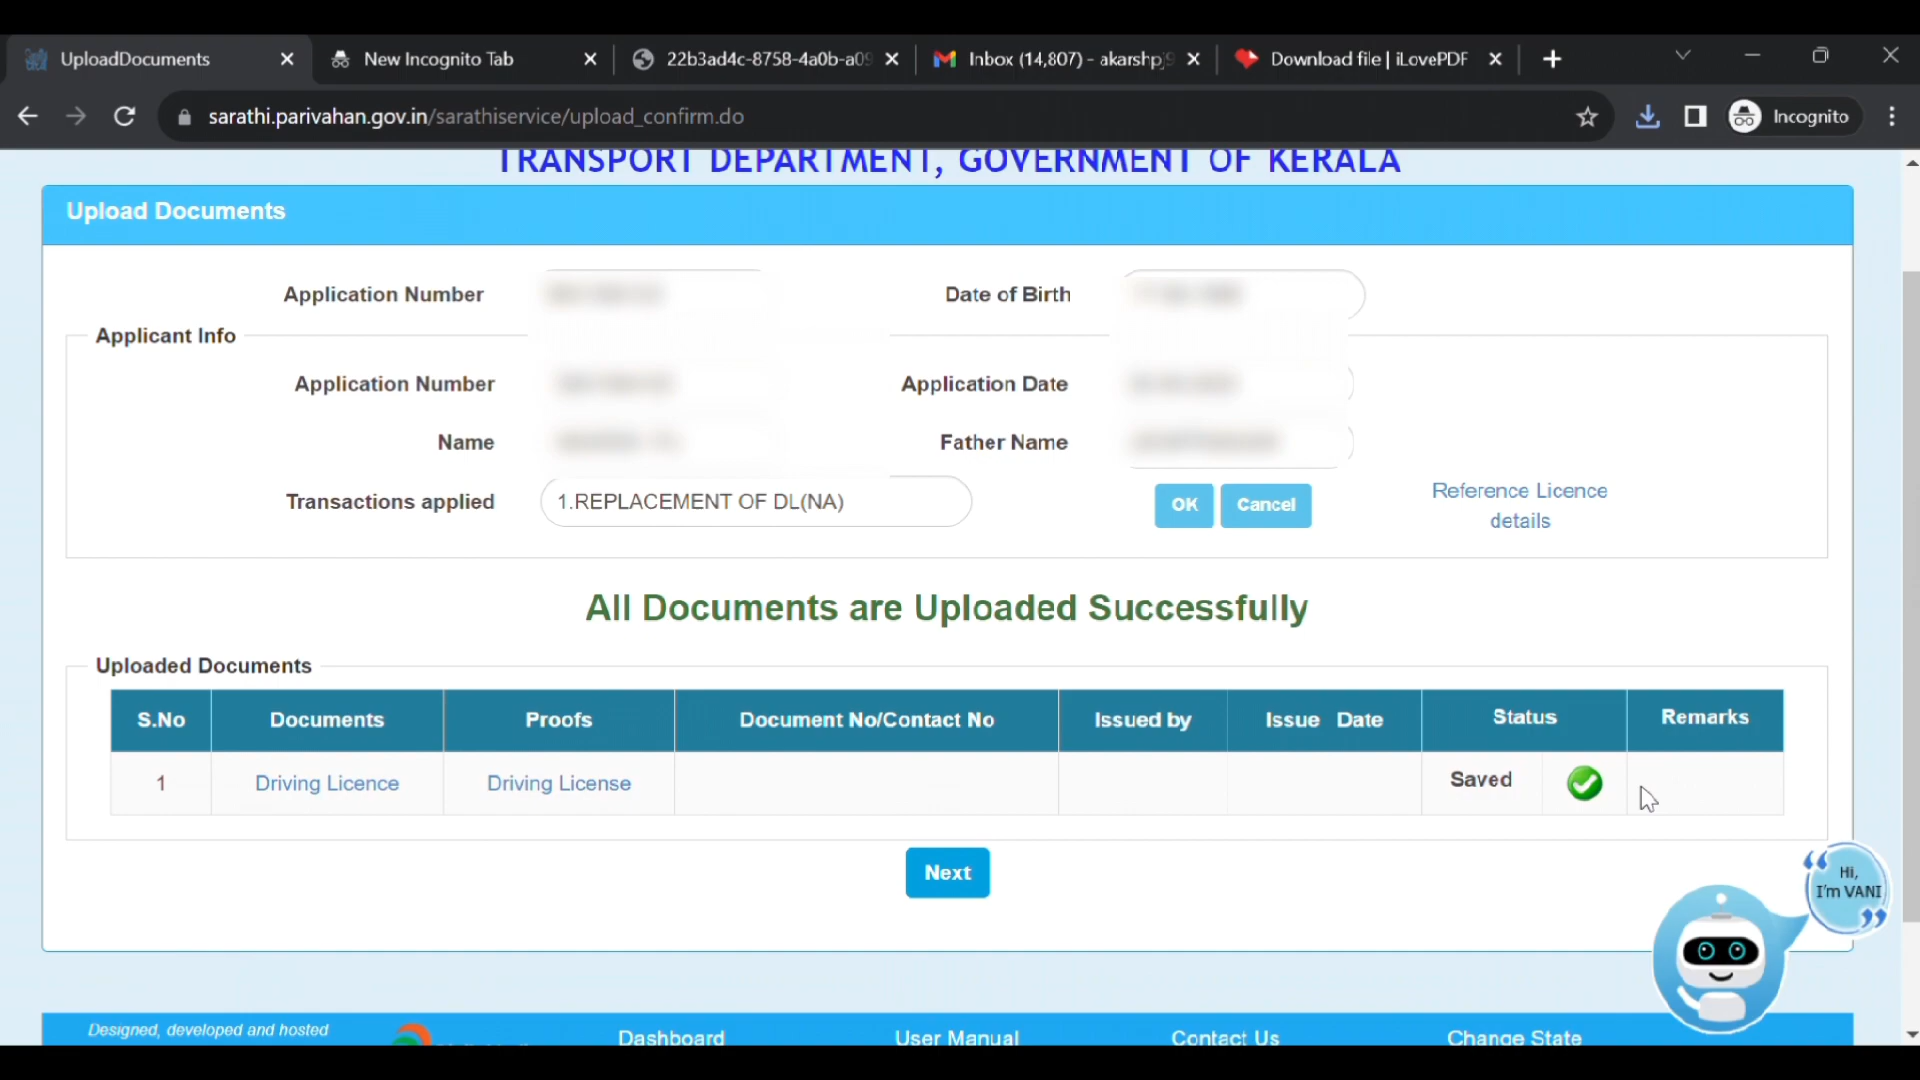 UploadDocuments
New Incognito Tab
22b3ad4c-8758-4a0b-a09
Inbox (14,807) - akarshpj9
Download file | iLovePDF
sarathi.parivahan.gov.in/sarathiservice/upload_confirm.do
Incognito
TRANSPORT DEPARTMENT, GOVERNMENT OF KERALA
Upload Documents
Application Number
Date of Birth
Applicant Info
Application Number
Application Date
Name
Father Name
Transactions applied
1.REPLACEMENT OF DL(NA)
OK
Cancel
Reference Licence
details
All Documents are Uploaded Successfully
Uploaded Documents
S.No Documents Proofs Document No/Contact No Issued by Issue Date Status Remarks
1 Driving Licence Driving License Saved
Next
Hi,
I'm VANI
Designed, developed and hosted
Dashboard
User Manual
Contact Us
Change State